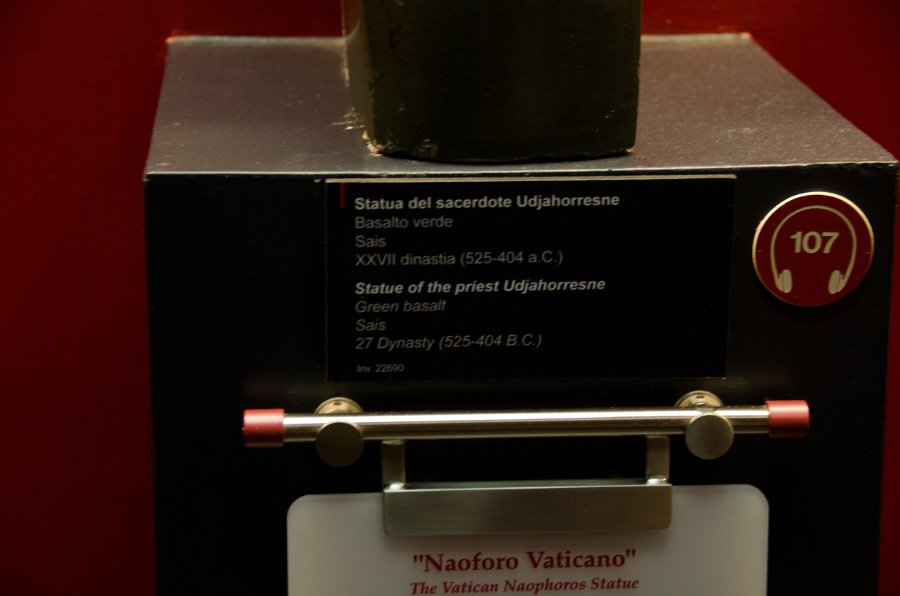 Statua del sacerdote Udjahorresne
Basalto verde
Sais
XXVII dinastia (525-404 a.C.)
Statue of the priest Udjahorresne
Green basalt
Sais
27 Dynasty (525-404 B.C.)
Inv. 22690
107
"Naoforo Vaticano"
The Vatican Naophoros Statue